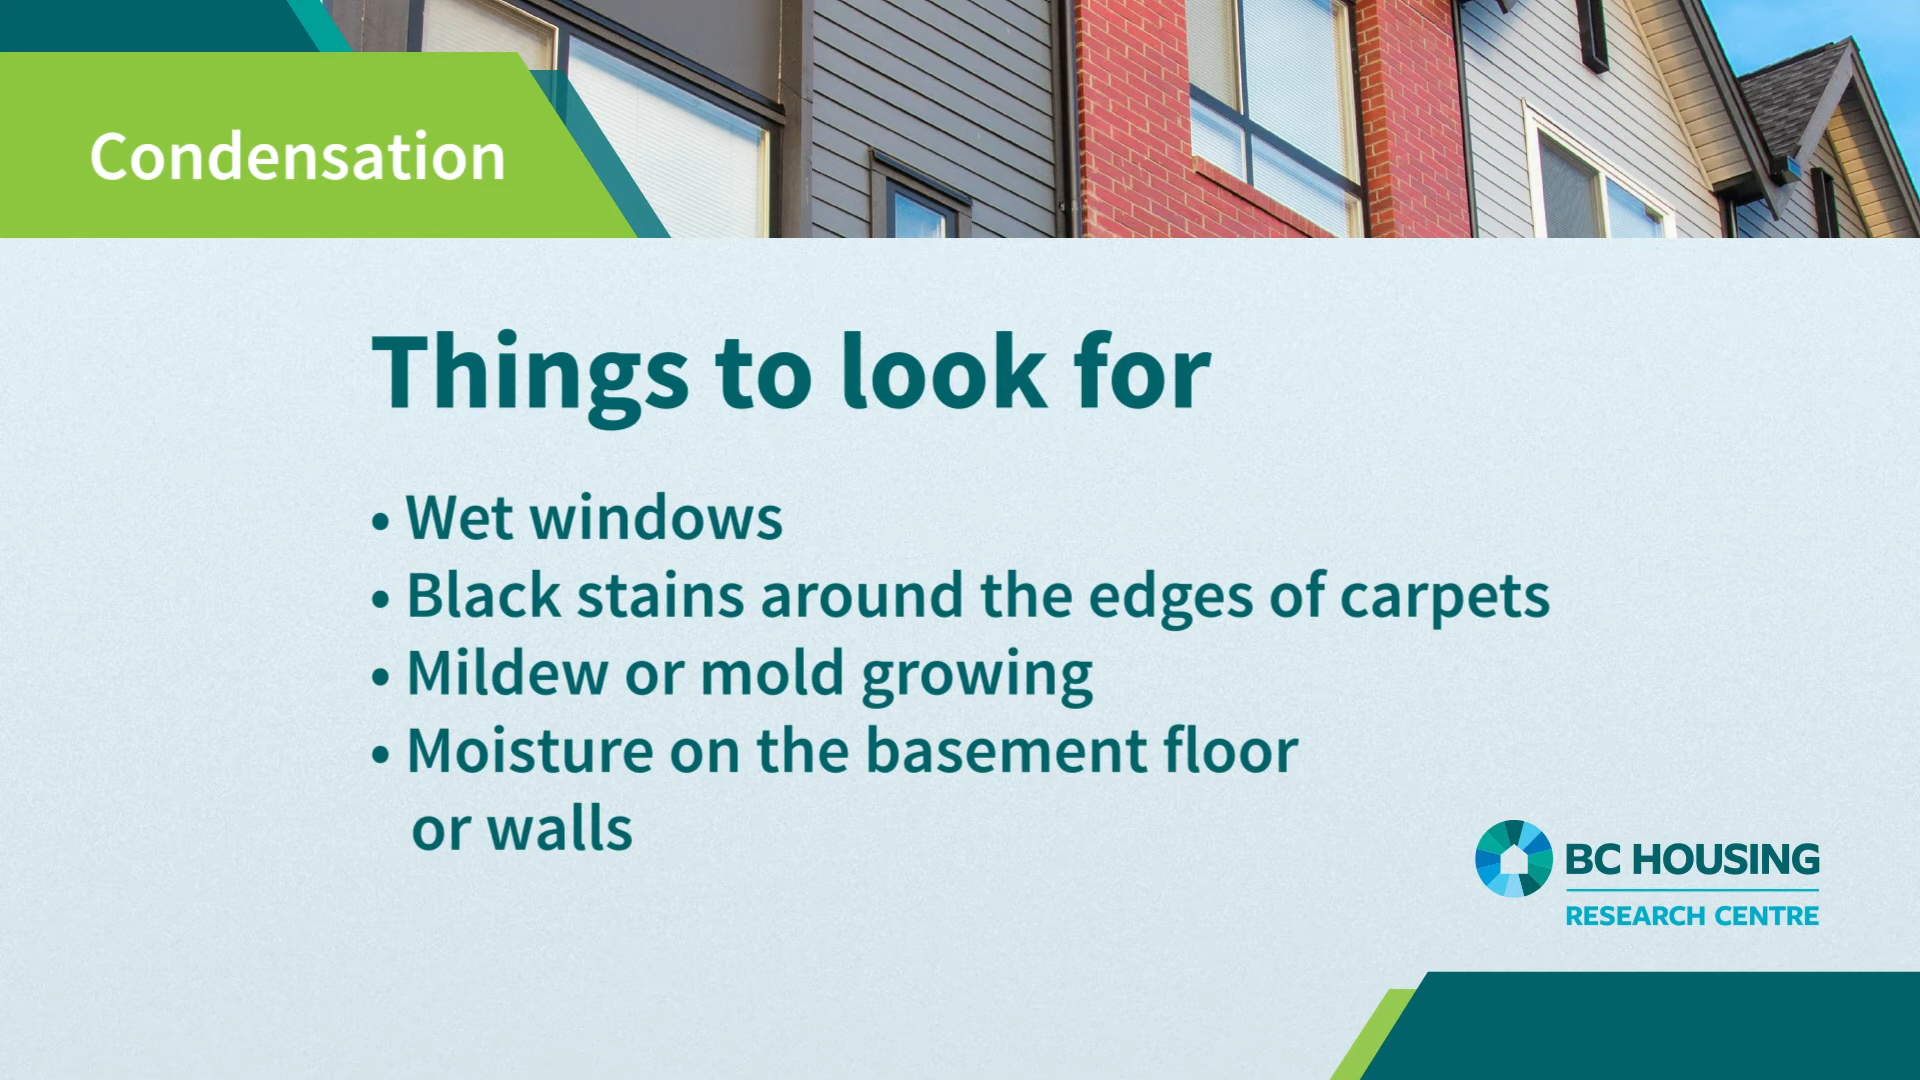 Condensation
Things to look for
• Wet windows
• Black stains around the edges of carpets
• Mildew or mold growing
• Moisture on the basement floor
or walls
BC HOUSING
RESEARCH CENTRE